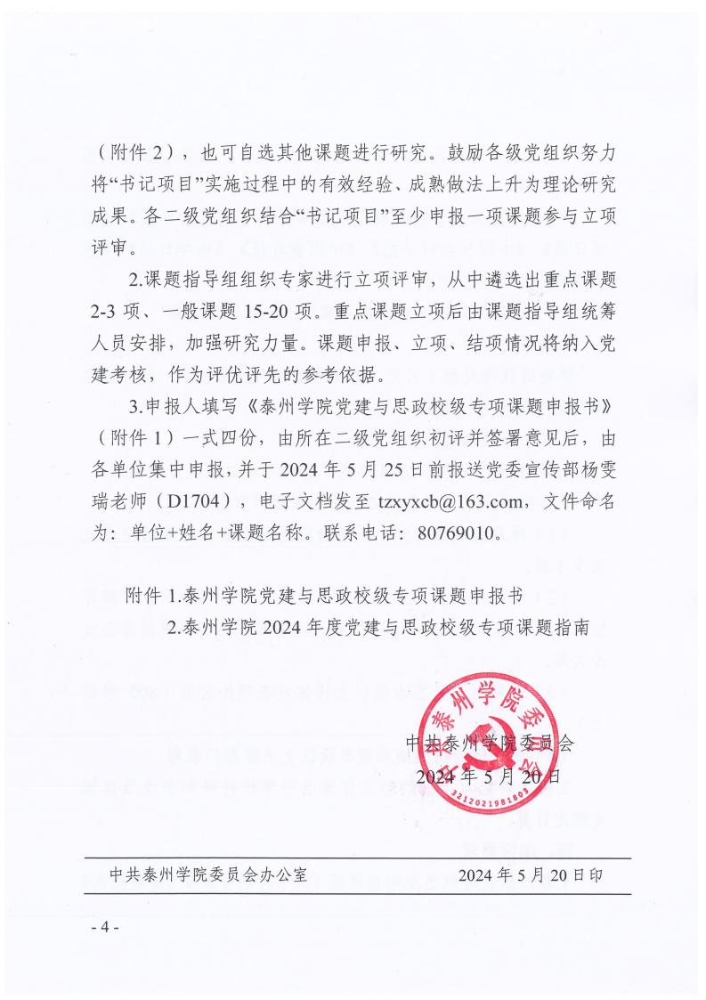 （附件2），也可自选其他课题进行研究。鼓励各级党组织努力
将“书记项目”实施过程中的有效经验、成熟做法上升为理论研究
成果。各二级党组织结合“书记项目”至少申报一项课题参与立项
评审。
2.课题指导组组织专家进行立项评审，从中遴选出重点课题
2-3 项、一般课题 15-20 项。重点课题立项后由课题指导组统筹
人员安排，加强研究力量。课题申报、立项、结项情况将纳入党
建考核，作为评优评先的参考依据。
3.申报人填写《泰州学院党建与思政校级专项课题申报书》
（附件1）一式四份，由所在二级党组织初评并签署意见后，由
各单位集中申报，并于 2024 年 5 月 25 日前报送党委宣传部杨雯
瑞老师（D1704），电子文档发至 tzxyxcb@163.com，文件命名
为：单位+姓名+课题名称。联系电话：80769010。
附件 1.泰州学院党建与思政校级专项课题申报书
2.泰州学院 2024 年度党建与思政校级专项课题指南
中共泰州学院委员会
中共泰州学院委员会
2024 年 5 月 20 日
3212021981803
中共泰州学院委员会办公室 2024 年 5 月 20 日印
- 4 -